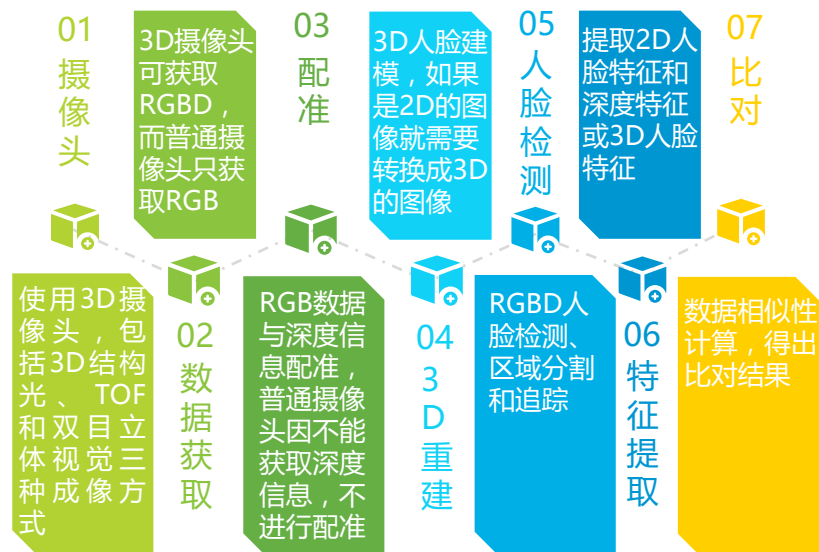 01
摄
像
头
使用3D摄
像头，包
括3D结构
光、TOF
和双目立
体视觉三
种成像方
式
02
数
据
获
取
3D摄像头
可获取
RGBD，
而普通摄
像头只获
取RGB
03
配
准
RGB数据
与深度信
息配准，
普通摄像
头因不能
获取深度
信息，不
进行配准
04
3
D
重
建
3D人脸建
模，如果
是2D的图
像就需要
转换成3D
的图像
05
人
脸
检
测
RGBD人
脸检测、
区域分割
和追踪
06
特
征
提
取
提取2D人
脸特征和
深度特征
或3D人脸
特征
07
比
对
数据相似性
计算，得出
比对结果